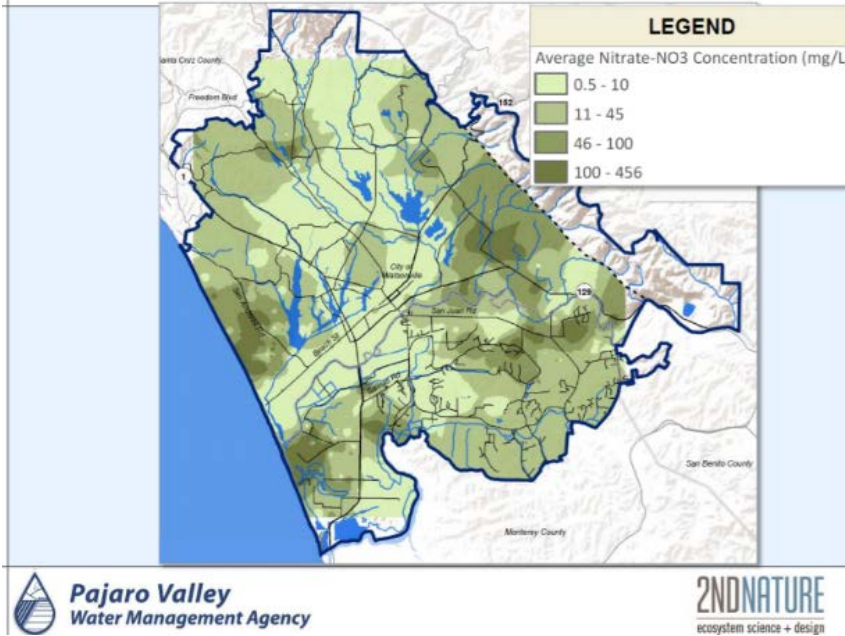 LEGEND
Average Nitrate-NO3 Concentration (mg/L
0.5 - 10
11 - 45
46 - 100
100 - 456
Santa Cruz County
Freedom Blvd
152
1
City of
Watsonville
129
San Juan Rd
Beach St
San Benito County
Monterey County
Pajaro Valley
Water Management Agency
2NDNATURE
ecosystem science + design